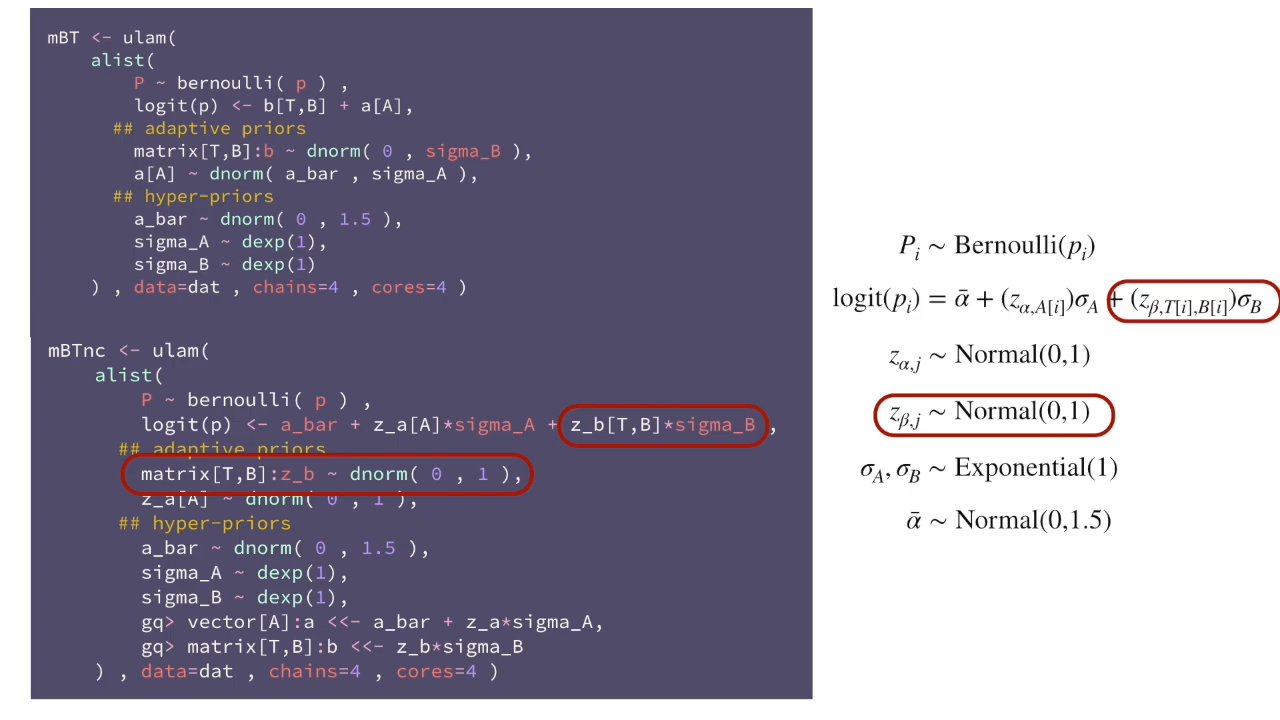 mBT <- ulam(
alist(
P ~ bernoulli( p ) ,
logit(p) <- b[T,B] + a[A],
## adaptive priors
matrix[T,B]:b ~ dnorm( 0 , sigma_B ),
a[A] ~ dnorm( a_bar , sigma_A ),
## hyper-priors
a_bar ~ dnorm( 0 , 1.5 ),
sigma_A ~ dexp(1),
sigma_B ~ dexp(1)
) , data=dat , chains=4 , cores=4 )
mBTnc <- ulam(
alist(
P ~ bernoulli( p ) ,
logit(p) <- a_bar + z_a[A]*sigma_A + z_b[T,B]*sigma_B ,
## adaptive priors
matrix[T,B]:z_b ~ dnorm( 0 , 1 ),
z_a[A] ~ dnorm( 0 , 1 ),
## hyper-priors
a_bar ~ dnorm( 0 , 1.5 ),
sigma_A ~ dexp(1),
sigma_B ~ dexp(1),
gq> vector[A]:a <<- a_bar + z_a*sigma_A,
gq> matrix[T,B]:b <<- z_b*sigma_B
) , data=dat , chains=4 , cores=4 )
P_i ~ Bernoulli(p_i)
logit(p_i) = ᾱ + (z_{α,A[i]})σ_A + (z_{β,T[i],B[i]})σ_B
z_{α,j} ~ Normal(0,1)
z_{β,j} ~ Normal(0,1)
σ_A, σ_B ~ Exponential(1)
ᾱ ~ Normal(0,1.5)